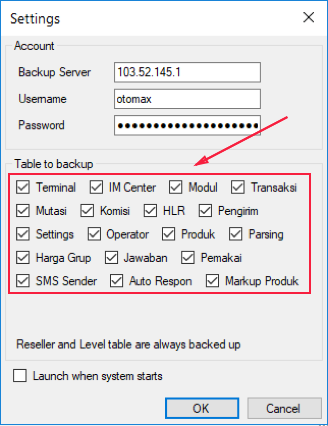 Settings
Account
Backup Server 103.52.145.1
Username otomax
Password ●●●●●●●●●●●●●●●●●●●●
Table to backup
Terminal IM Center Modul Transaksi
Mutasi Komisi HLR Pengirim
Settings Operator Produk Parsing
Harga Grup Jawaban Pemakai
SMS Sender Auto Respon Markup Produk
Reseller and Level table are always backed up
Launch when system starts
OK Cancel